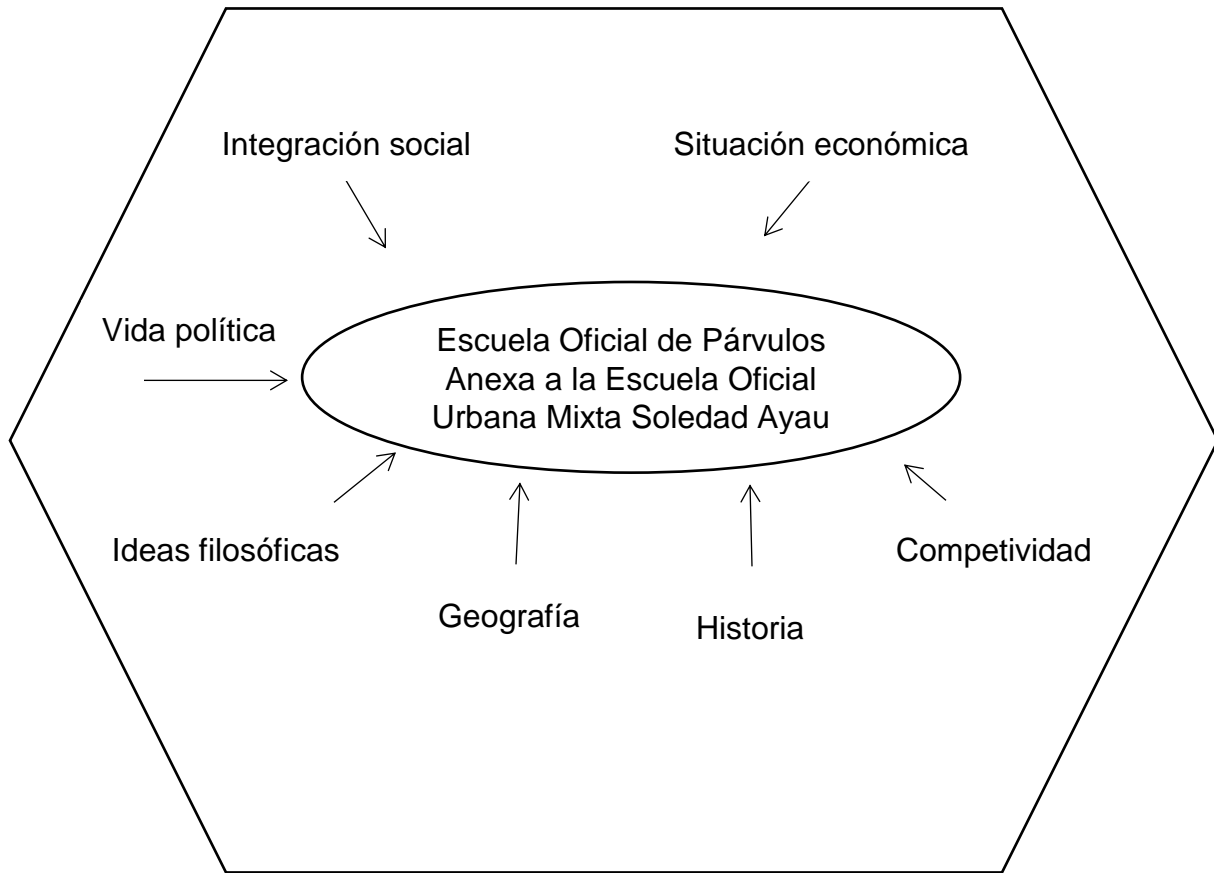 Integración social
Situación económica
Vida política
Escuela Oficial de Párvulos
Anexa a la Escuela Oficial
Urbana Mixta Soledad Ayau
Ideas filosóficas
Competividad
Geografía
Historia